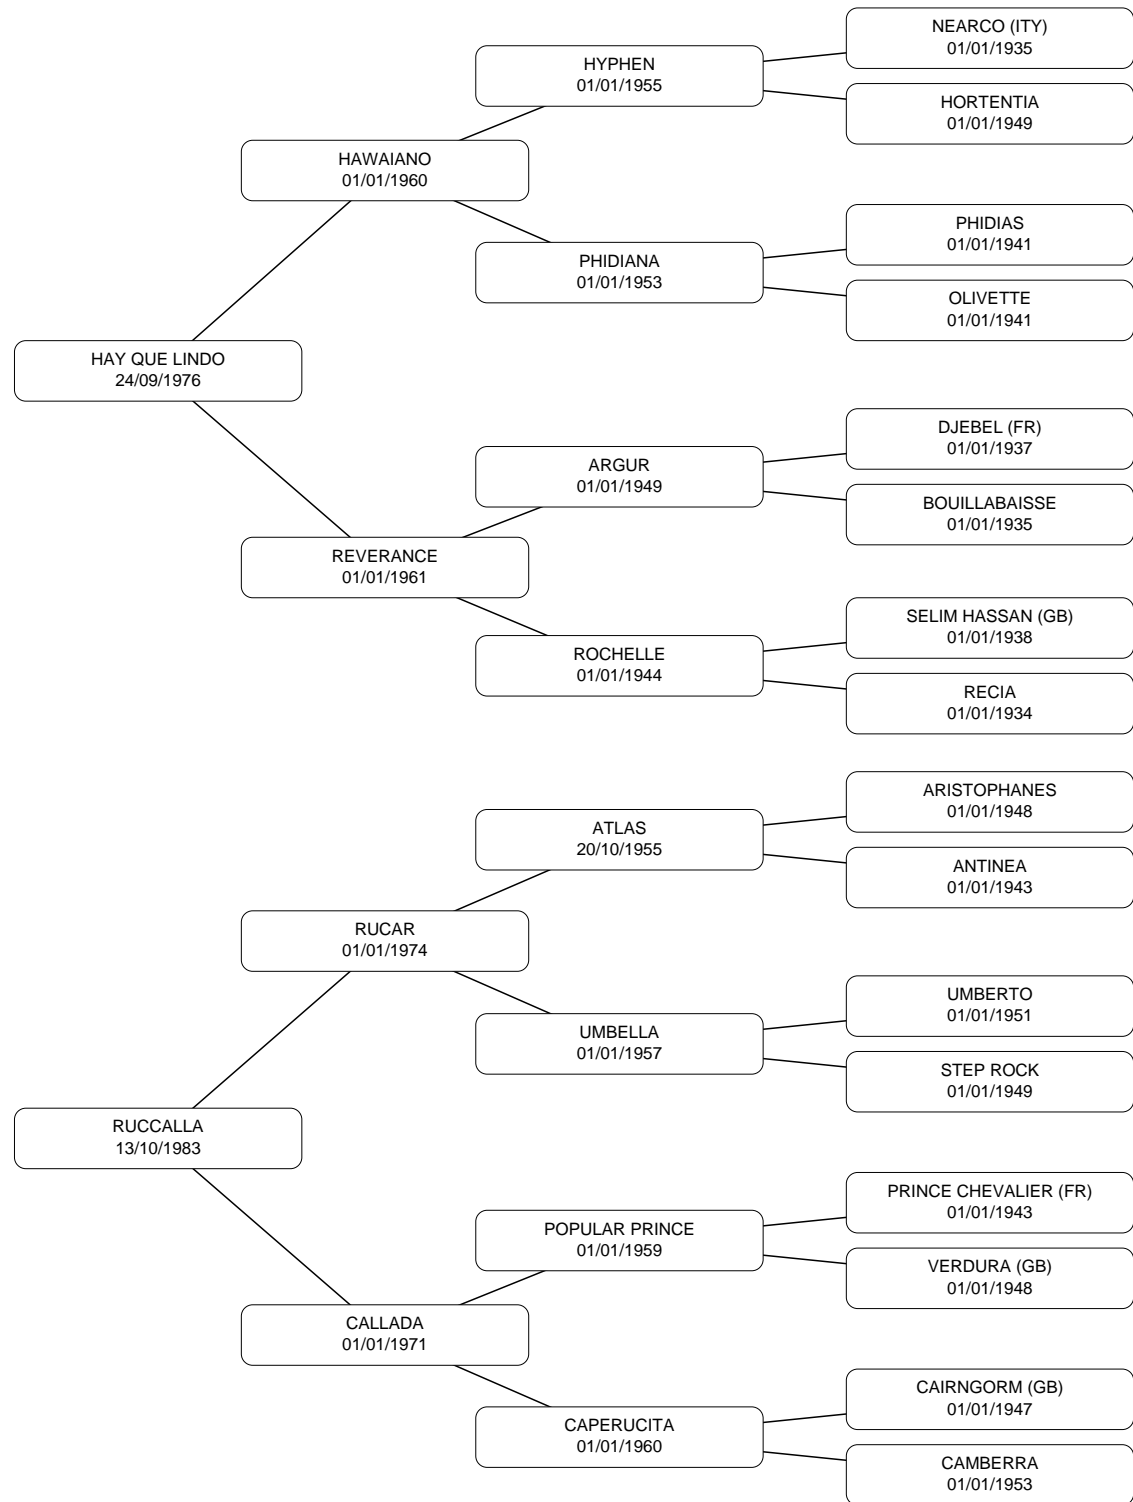 NEARCO (ITY)
01/01/1935
HYPHEN
01/01/1955
HORTENTIA
01/01/1949
HAWAIANO
01/01/1960
PHIDIAS
01/01/1941
PHIDIANA
01/01/1953
OLIVETTE
01/01/1941
HAY QUE LINDO
24/09/1976
DJEBEL (FR)
01/01/1937
ARGUR
01/01/1949
BOUILLABAISSE
01/01/1935
REVERANCE
01/01/1961
SELIM HASSAN (GB)
01/01/1938
ROCHELLE
01/01/1944
RECIA
01/01/1934
ARISTOPHANES
01/01/1948
ATLAS
20/10/1955
ANTINEA
01/01/1943
RUCAR
01/01/1974
UMBERTO
01/01/1951
UMBELLA
01/01/1957
STEP ROCK
01/01/1949
RUCCALLA
13/10/1983
PRINCE CHEVALIER (FR)
01/01/1943
POPULAR PRINCE
01/01/1959
VERDURA (GB)
01/01/1948
CALLADA
01/01/1971
CAIRNGORM (GB)
01/01/1947
CAPERUCITA
01/01/1960
CAMBERRA
01/01/1953